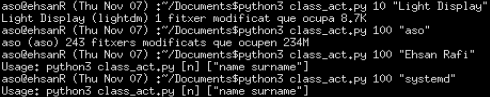 aso@ehsanR (Thu Nov 07) :~/Documents$python3 class_act.py 10 "Light Display"
Light Display (lightdm) 1 fitxer modificat que ocupa 8.7K
aso@ehsanR (Thu Nov 07) :~/Documents$python3 class_act.py 100 "aso"
aso (aso) 243 fitxers modificats que ocupen 234M
aso@ehsanR (Thu Nov 07) :~/Documents$python3 class_act.py 100 "Ehsan Rafi"
Usage: python3 class_act.py [n] ["name surname"]
aso@ehsanR (Thu Nov 07) :~/Documents$python3 class_act.py 100 "systemd"
Usage: python3 class_act.py [n] ["name surname"]